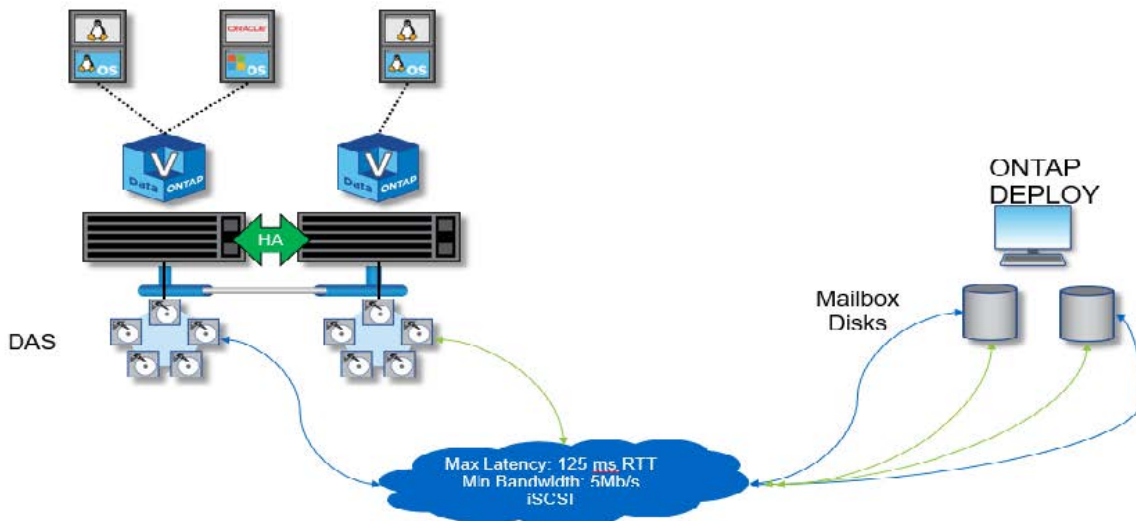 ORACLE
OS
OS
OS
V
Data ONTAP
V
Data ONTAP
HA
DAS
ONTAP
DEPLOY
Mailbox
Disks
Max Latency: 125 ms RTT
Min Bandwidth: 5Mb/s
iSCSI